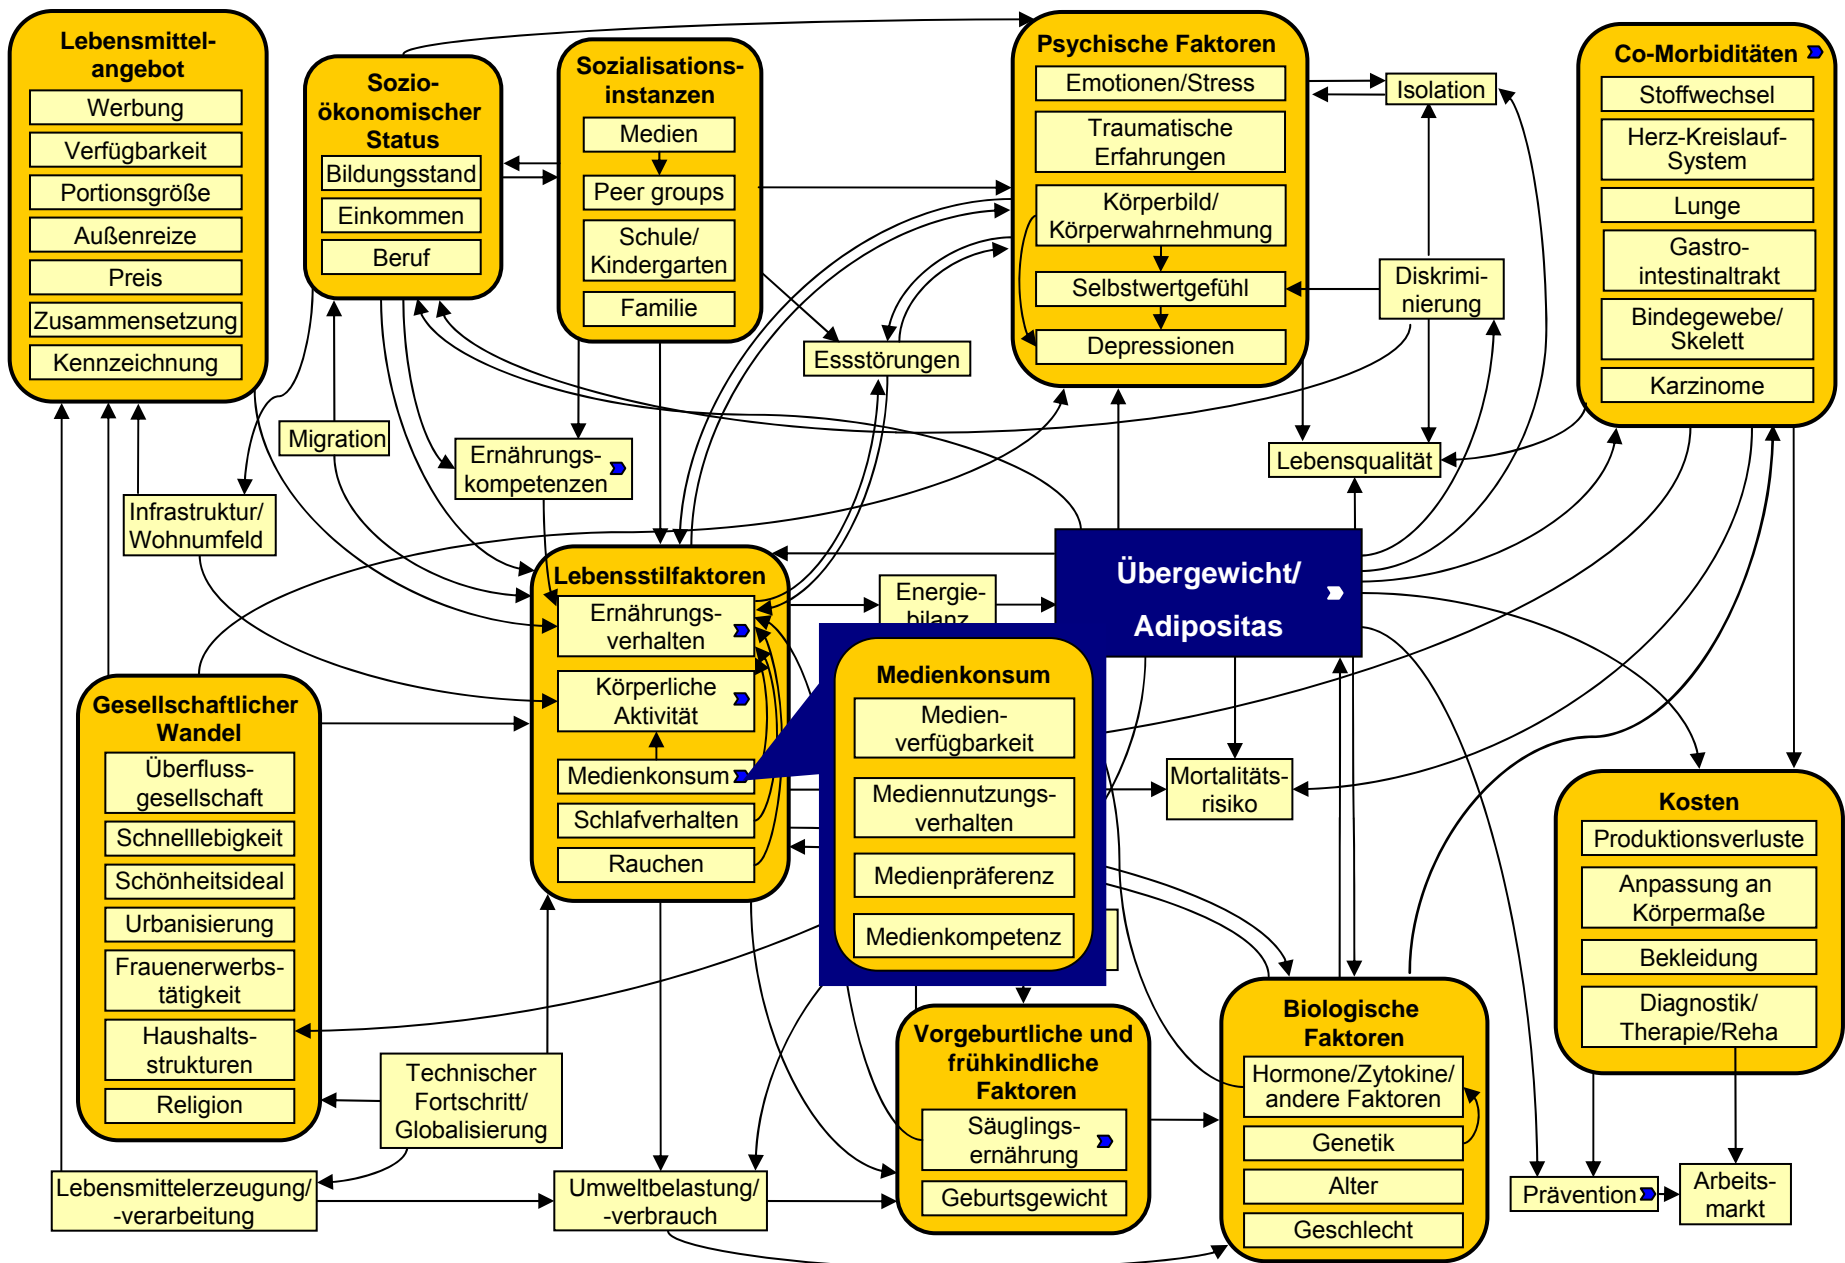 Lebensmittel-
angebot
Werbung
Verfügbarkeit
Portionsgröße
Außenreize
Preis
Zusammensetzung
Kennzeichnung
Sozio-
ökonomischer
Status
Bildungsstand
Einkommen
Beruf
Sozialisations-
instanzen
Medien
Peer groups
Schule/
Kindergarten
Familie
Psychische Faktoren
Emotionen/Stress
Traumatische
Erfahrungen
Körperbild/
Körperwahrnehmung
Selbstwertgefühl
Depressionen
Isolation
Diskrimi-
nierung
Lebensqualität
Co-Morbiditäten
Stoffwechsel
Herz-Kreislauf-
System
Lunge
Gastro-
intestinaltrakt
Bindegewebe/
Skelett
Karzinome
Essstörungen
Migration
Ernährungs-
kompetenzen
Infrastruktur/
Wohnumfeld
Lebensstilfaktoren
Ernährungs-
verhalten
Körperliche
Aktivität
Medienkonsum
Schlafverhalten
Rauchen
Energie-
bilanz
Übergewicht/
Adipositas
Medienkonsum
Medien-
verfügbarkeit
Mediennutzungs-
verhalten
Medienpräferenz
Medienkompetenz
Mortalitäts-
risiko
Gesellschaftlicher
Wandel
Überfluss-
gesellschaft
Schnelllebigkeit
Schönheitsideal
Urbanisierung
Frauenerwerbs-
tätigkeit
Haushalts-
strukturen
Religion
Technischer
Fortschritt/
Globalisierung
Lebensmittelerzeugung/
-verarbeitung
Umweltbelastung/
-verbrauch
Vorgeburtliche und
frühkindliche
Faktoren
Säuglings-
ernährung
Geburtsgewicht
Biologische
Faktoren
Hormone/Zytokine/
andere Faktoren
Genetik
Alter
Geschlecht
Kosten
Produktionsverluste
Anpassung an
Körpermaße
Bekleidung
Diagnostik/
Therapie/Reha
Prävention
Arbeits-
markt